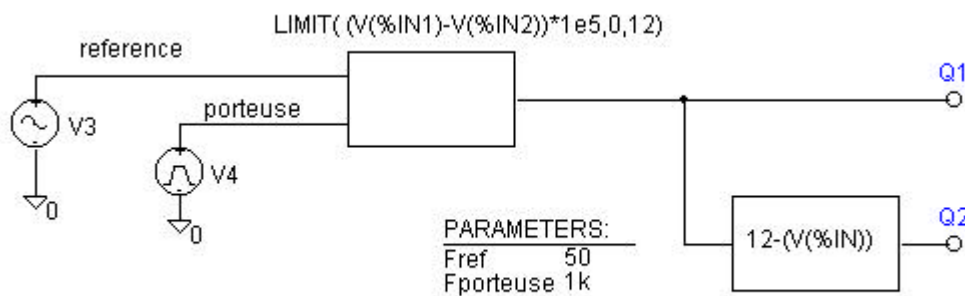 LIMIT( (V(%IN1)-V(%IN2))*1e5,0,12)
reference
Q1
porteuse
V3
V4
0
0
Q2
PARAMETERS:
12-(V(%IN))
Fref 50
Fporteuse 1k